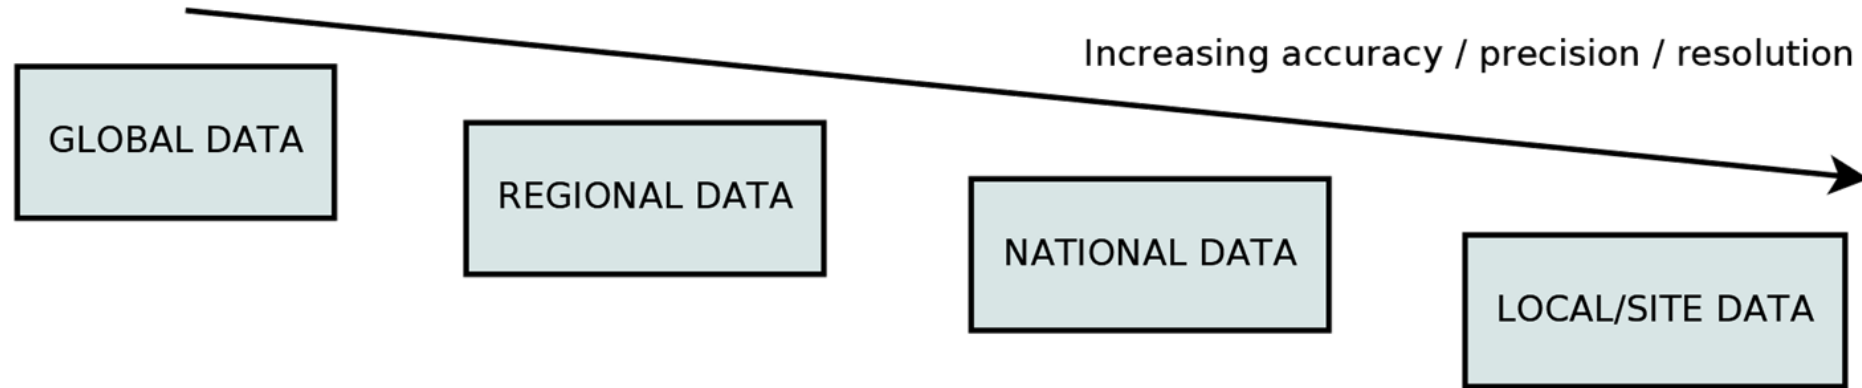 Increasing accuracy / precision / resolution
GLOBAL DATA
REGIONAL DATA
NATIONAL DATA
LOCAL/SITE DATA